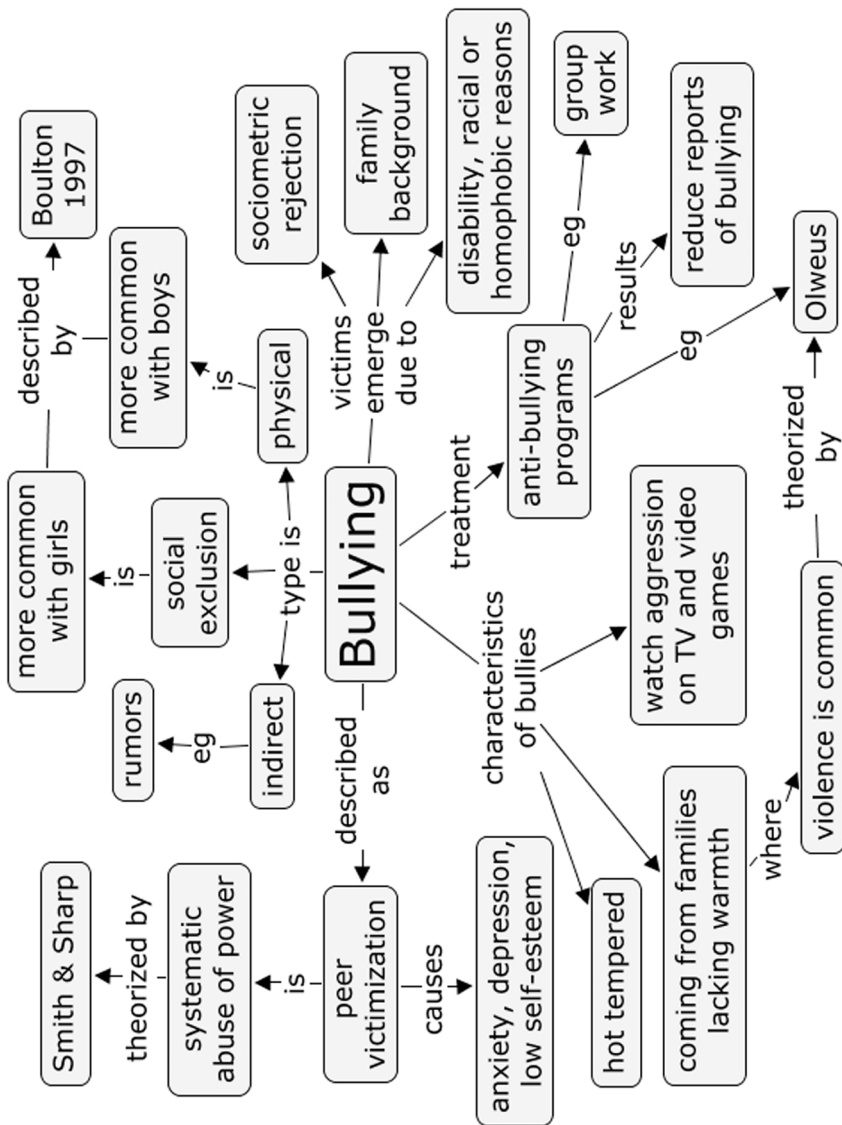 Smith & Sharp
theorized by
systematic
abuse of power
is
peer
victimization
causes
anxiety, depression,
low self-esteem
described
as
rumors
eg
indirect
more common
with girls
is
social
exclusion
type is
described
by
Boulton
1997
more common
with boys
is
physical
Bullying
victims
emerge
due to
sociometric
rejection
family
background
disability, racial or
homophobic reasons
treatment
anti-bullying
programs
eg
group
work
results
reduce reports
of bullying
eg
Olweus
characteristics
of bullies
hot tempered
coming from families
lacking warmth
watch aggression
on TV and video
games
where
violence is common
theorized
by